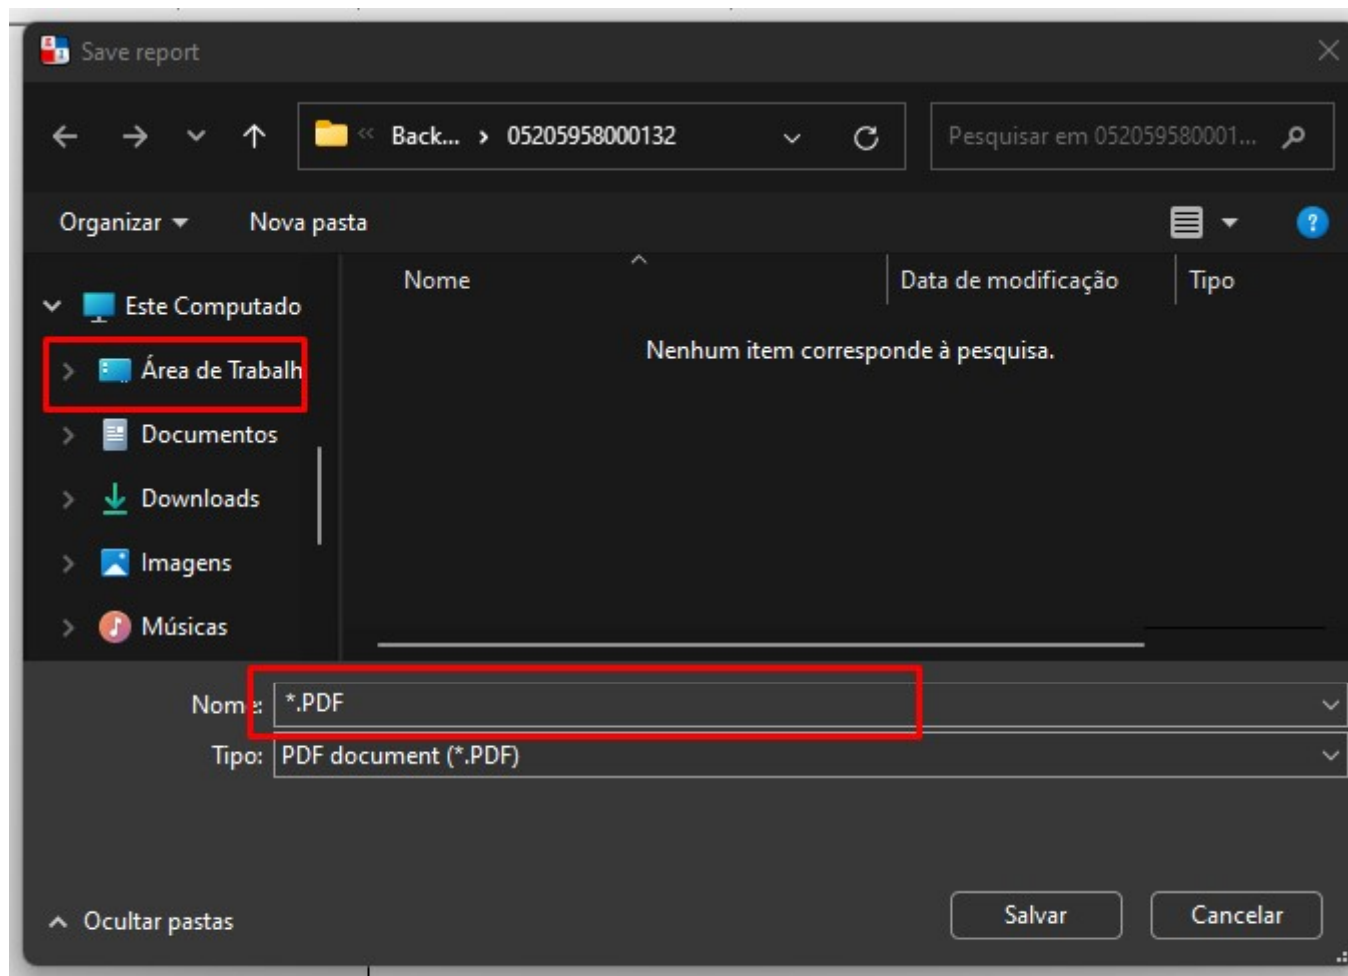 Save report
Back... 05205958000132
Pesquisar em 052059580001...
Organizar Nova pasta
Nome Data de modificação Tipo
Este Computado
Nenhum item corresponde à pesquisa.
Área de Trabalh
Documentos
Downloads
Imagens
Músicas
Nome: *.PDF
Tipo: PDF document (*.PDF)
Ocultar pastas Salvar Cancelar